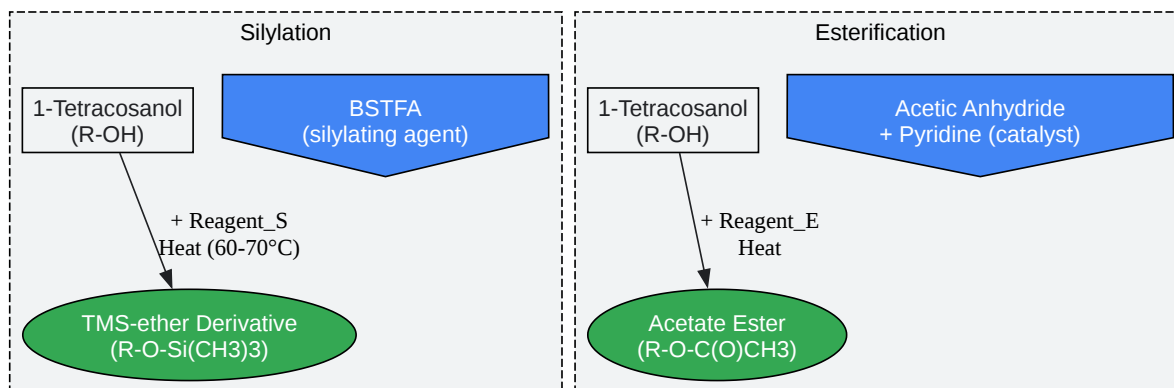 Silylation
1-Tetracosanol
(R-OH)
BSTFA
(silylating agent)
+ Reagent_S
Heat (60-70°C)
TMS-ether Derivative
(R-O-Si(CH3)3)
Esterification
1-Tetracosanol
(R-OH)
Acetic Anhydride
+ Pyridine (catalyst)
+ Reagent_E
Heat
Acetate Ester
(R-O-C(O)CH3)